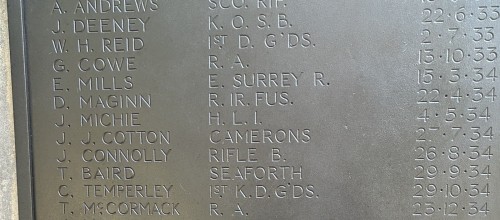 A. ANDREWS SCO. RIF.
J. DEENEY K. O. S. B. 22·6·33
W. H. REID 1ST D. G'DS. 2·7·33
G. COWE R. A. 15·10·33
E. MILLS E. SURREY R. 15·3·34
D. MAGINN R. IR. FUS. 22·4·34
J. MICHIE H. L. I. 4·5·34
J. J. COTTON CAMERONS 27·7·34
J. CONNOLLY RIFLE B. 26·8·34
T. BAIRD SEAFORTH 29·9·34
C. TEMPERLEY 1ST K. D. G'DS. 29·10·34
T. McCORMACK R. A. 23·12·34